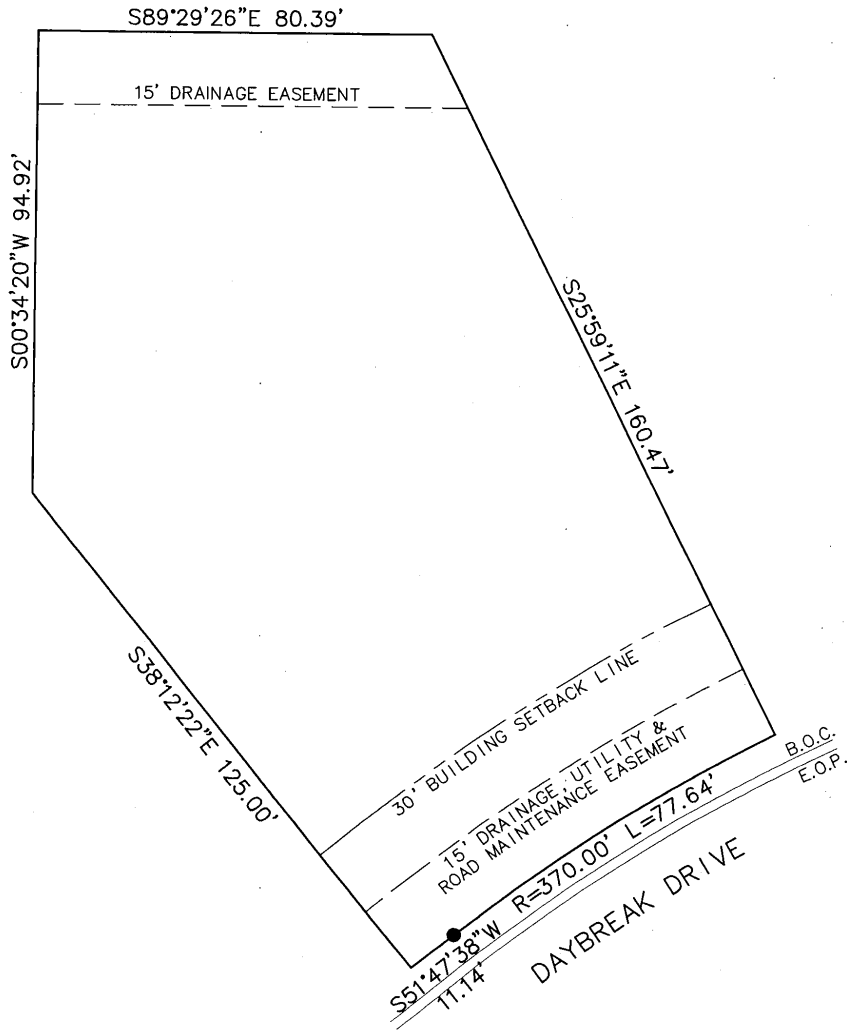 S89°29'26"E 80.39'
15' DRAINAGE EASEMENT
S00°34'20"W 94.92'
S25°59'11"E 160.47'
S38°12'22"E 125.00'
30' BUILDING SETBACK LINE
15' DRAINAGE, UTILITY &
ROAD MAINTENANCE EASEMENT
B.O.C.
E.O.P.
R=370.00' L=77.64'
S51°47'38"W
11.14'
DAYBREAK DRIVE